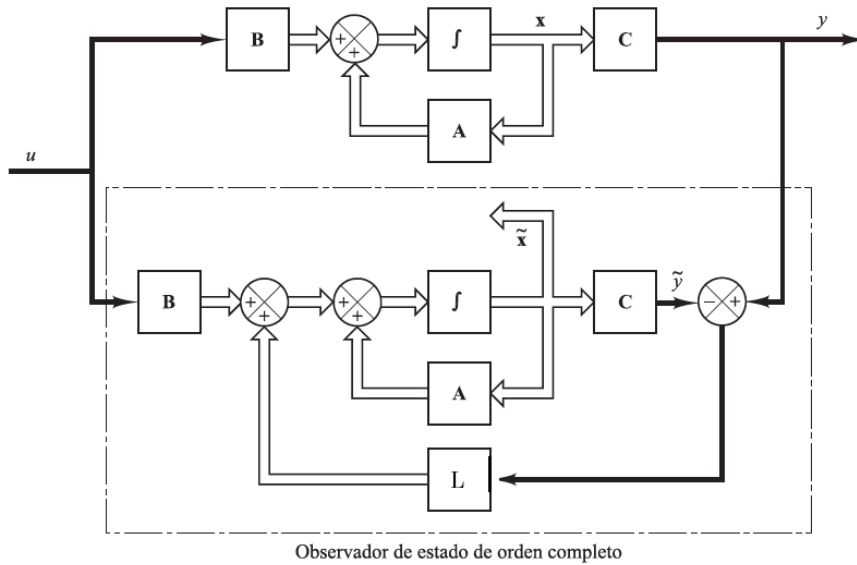 x
y
B
+
+
∫
C
A
u
x̃
B
+
+
+
+
∫
C
ỹ
−
+
A
L
Observador de estado de orden completo